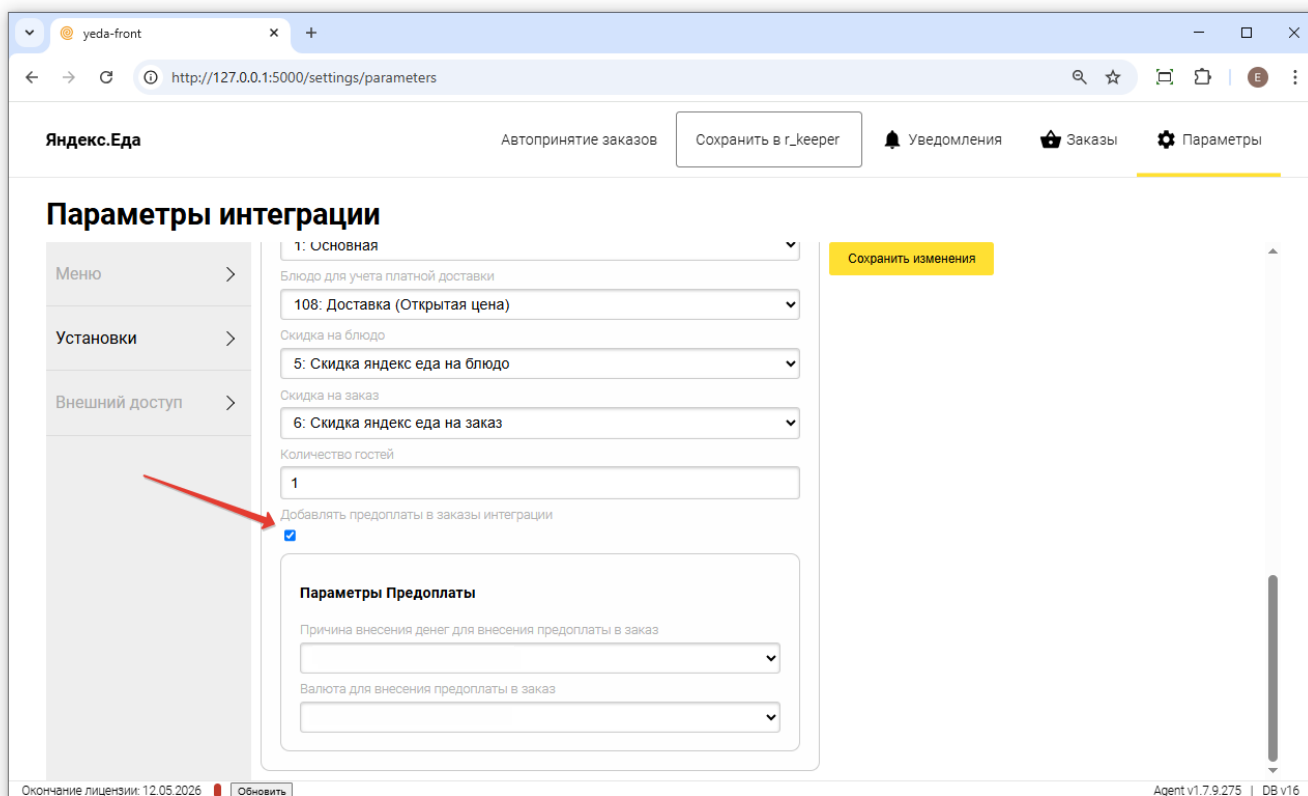 yeda-front
http://127.0.0.1:5000/settings/parameters
E
Яндекс.Еда
Автопринятие заказов
Сохранить в r_keeper
Уведомления
Заказы
Параметры
Параметры интеграции
Меню
Установки
Внешний доступ
1: Основная
Блюдо для учета платной доставки
108: Доставка (Открытая цена)
Скидка на блюдо
5: Скидка яндекс еда на блюдо
Скидка на заказ
6: Скидка яндекс еда на заказ
Количество гостей
1
Добавлять предоплаты в заказы интеграции
Параметры Предоплаты
Причина внесения денег для внесения предоплаты в заказ
Валюта для внесения предоплаты в заказ
Сохранить изменения
Окончание лицензии: 12.05.2026
Обновить
Agent v1.7.9.275 | DB v16